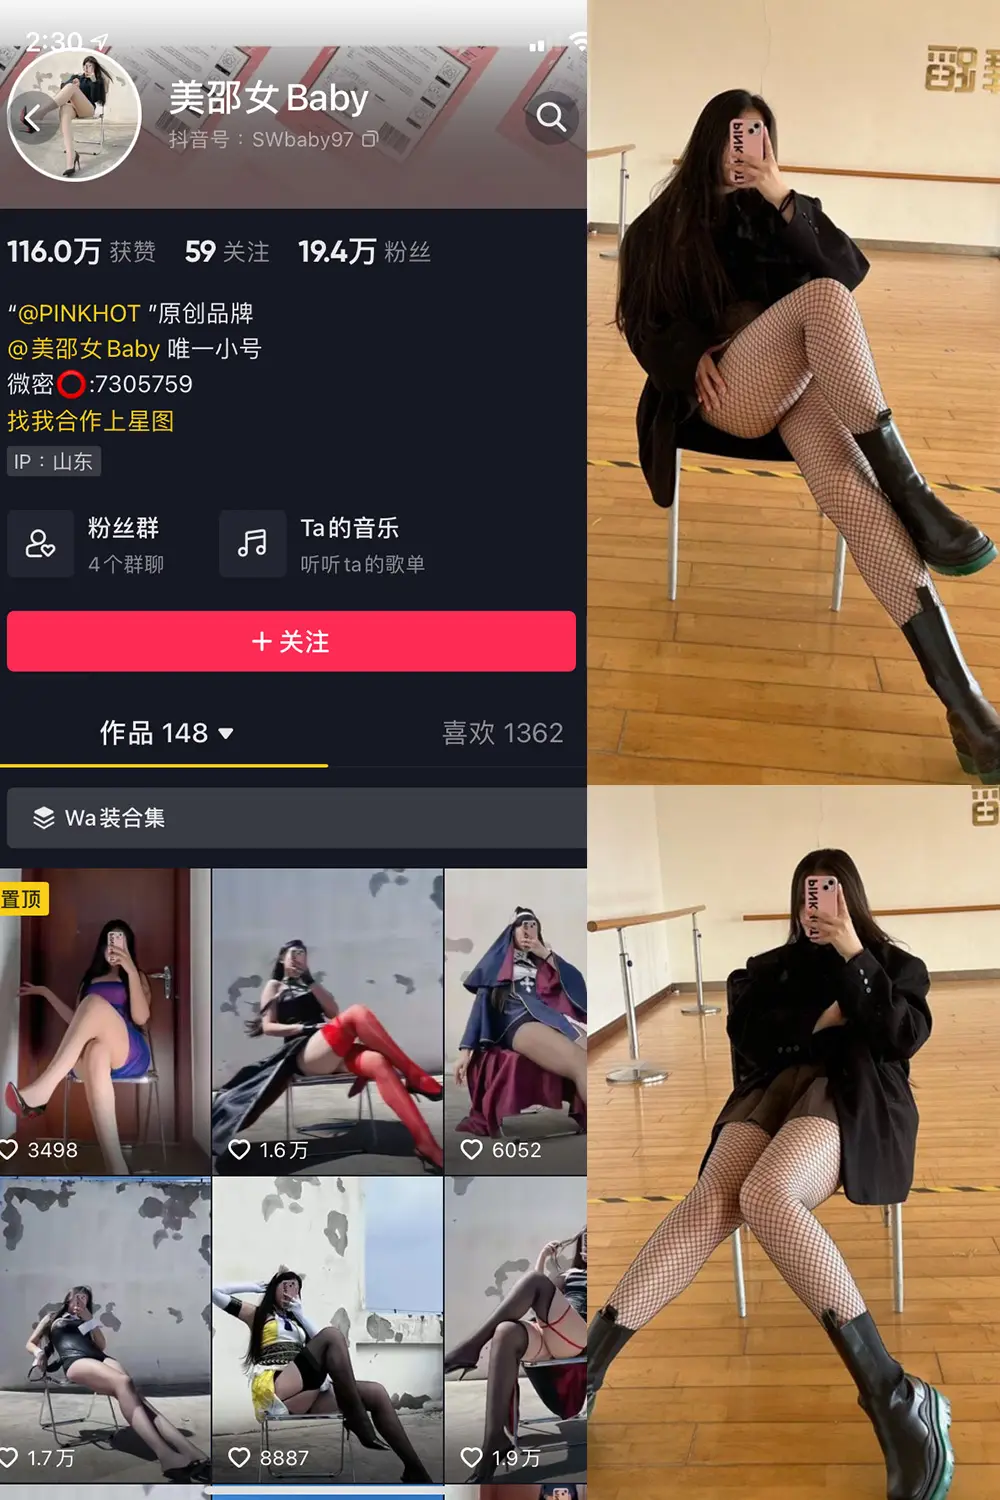 2:30
美邵女Baby
抖音号：SWbaby97
116.0万 获赞 59 关注 19.4万 粉丝
“@PINKHOT ”原创品牌
@美邵女Baby 唯一小号
微密⭕:7305759
找我合作上星图
IP：山东
粉丝群
4个群聊
Ta的音乐
听听ta的歌单
+ 关注
作品 148 ▼
喜欢 1362
Wa装合集
置顶
3498
1.6万
6052
1.7万
8887
1.9万